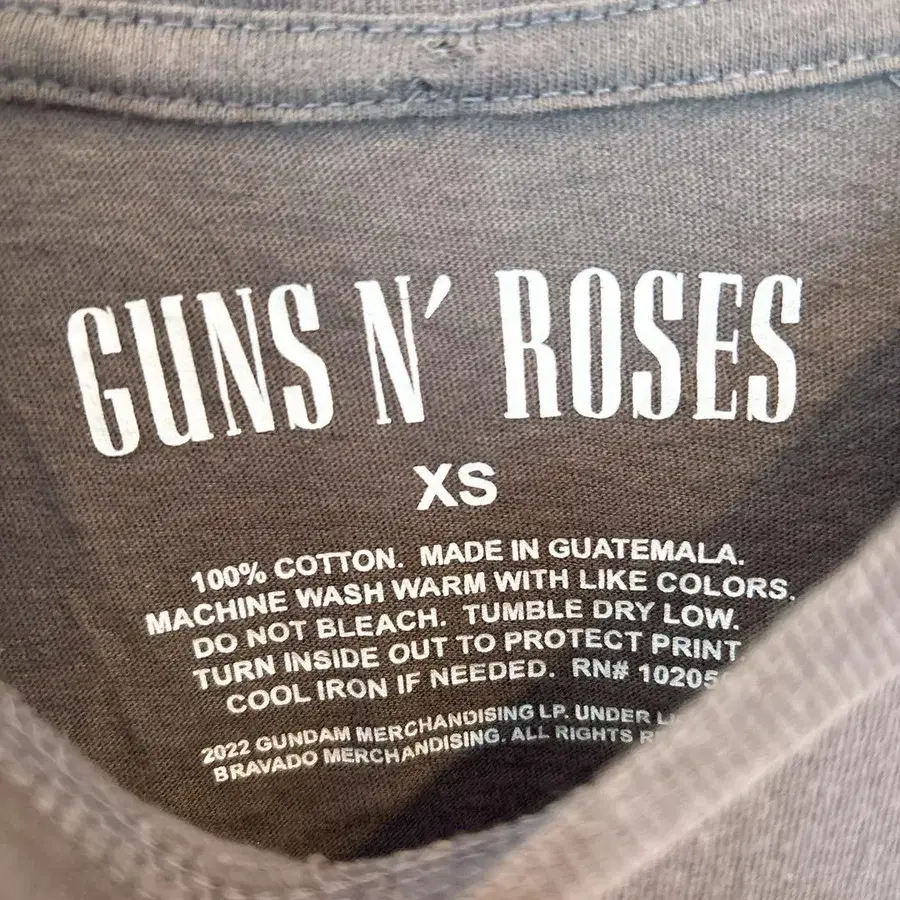 GUNS N' ROSES
XS
100% COTTON. MADE IN GUATEMALA.
MACHINE WASH WARM WITH LIKE COLORS.
DO NOT BLEACH. TUMBLE DRY LOW.
TURN INSIDE OUT TO PROTECT PRINT.
COOL IRON IF NEEDED. RN#
2022 GUNDAM MERCHANDISING LP. UNDER
BRAVADO MERCHANDISING. ALL RIGHTS